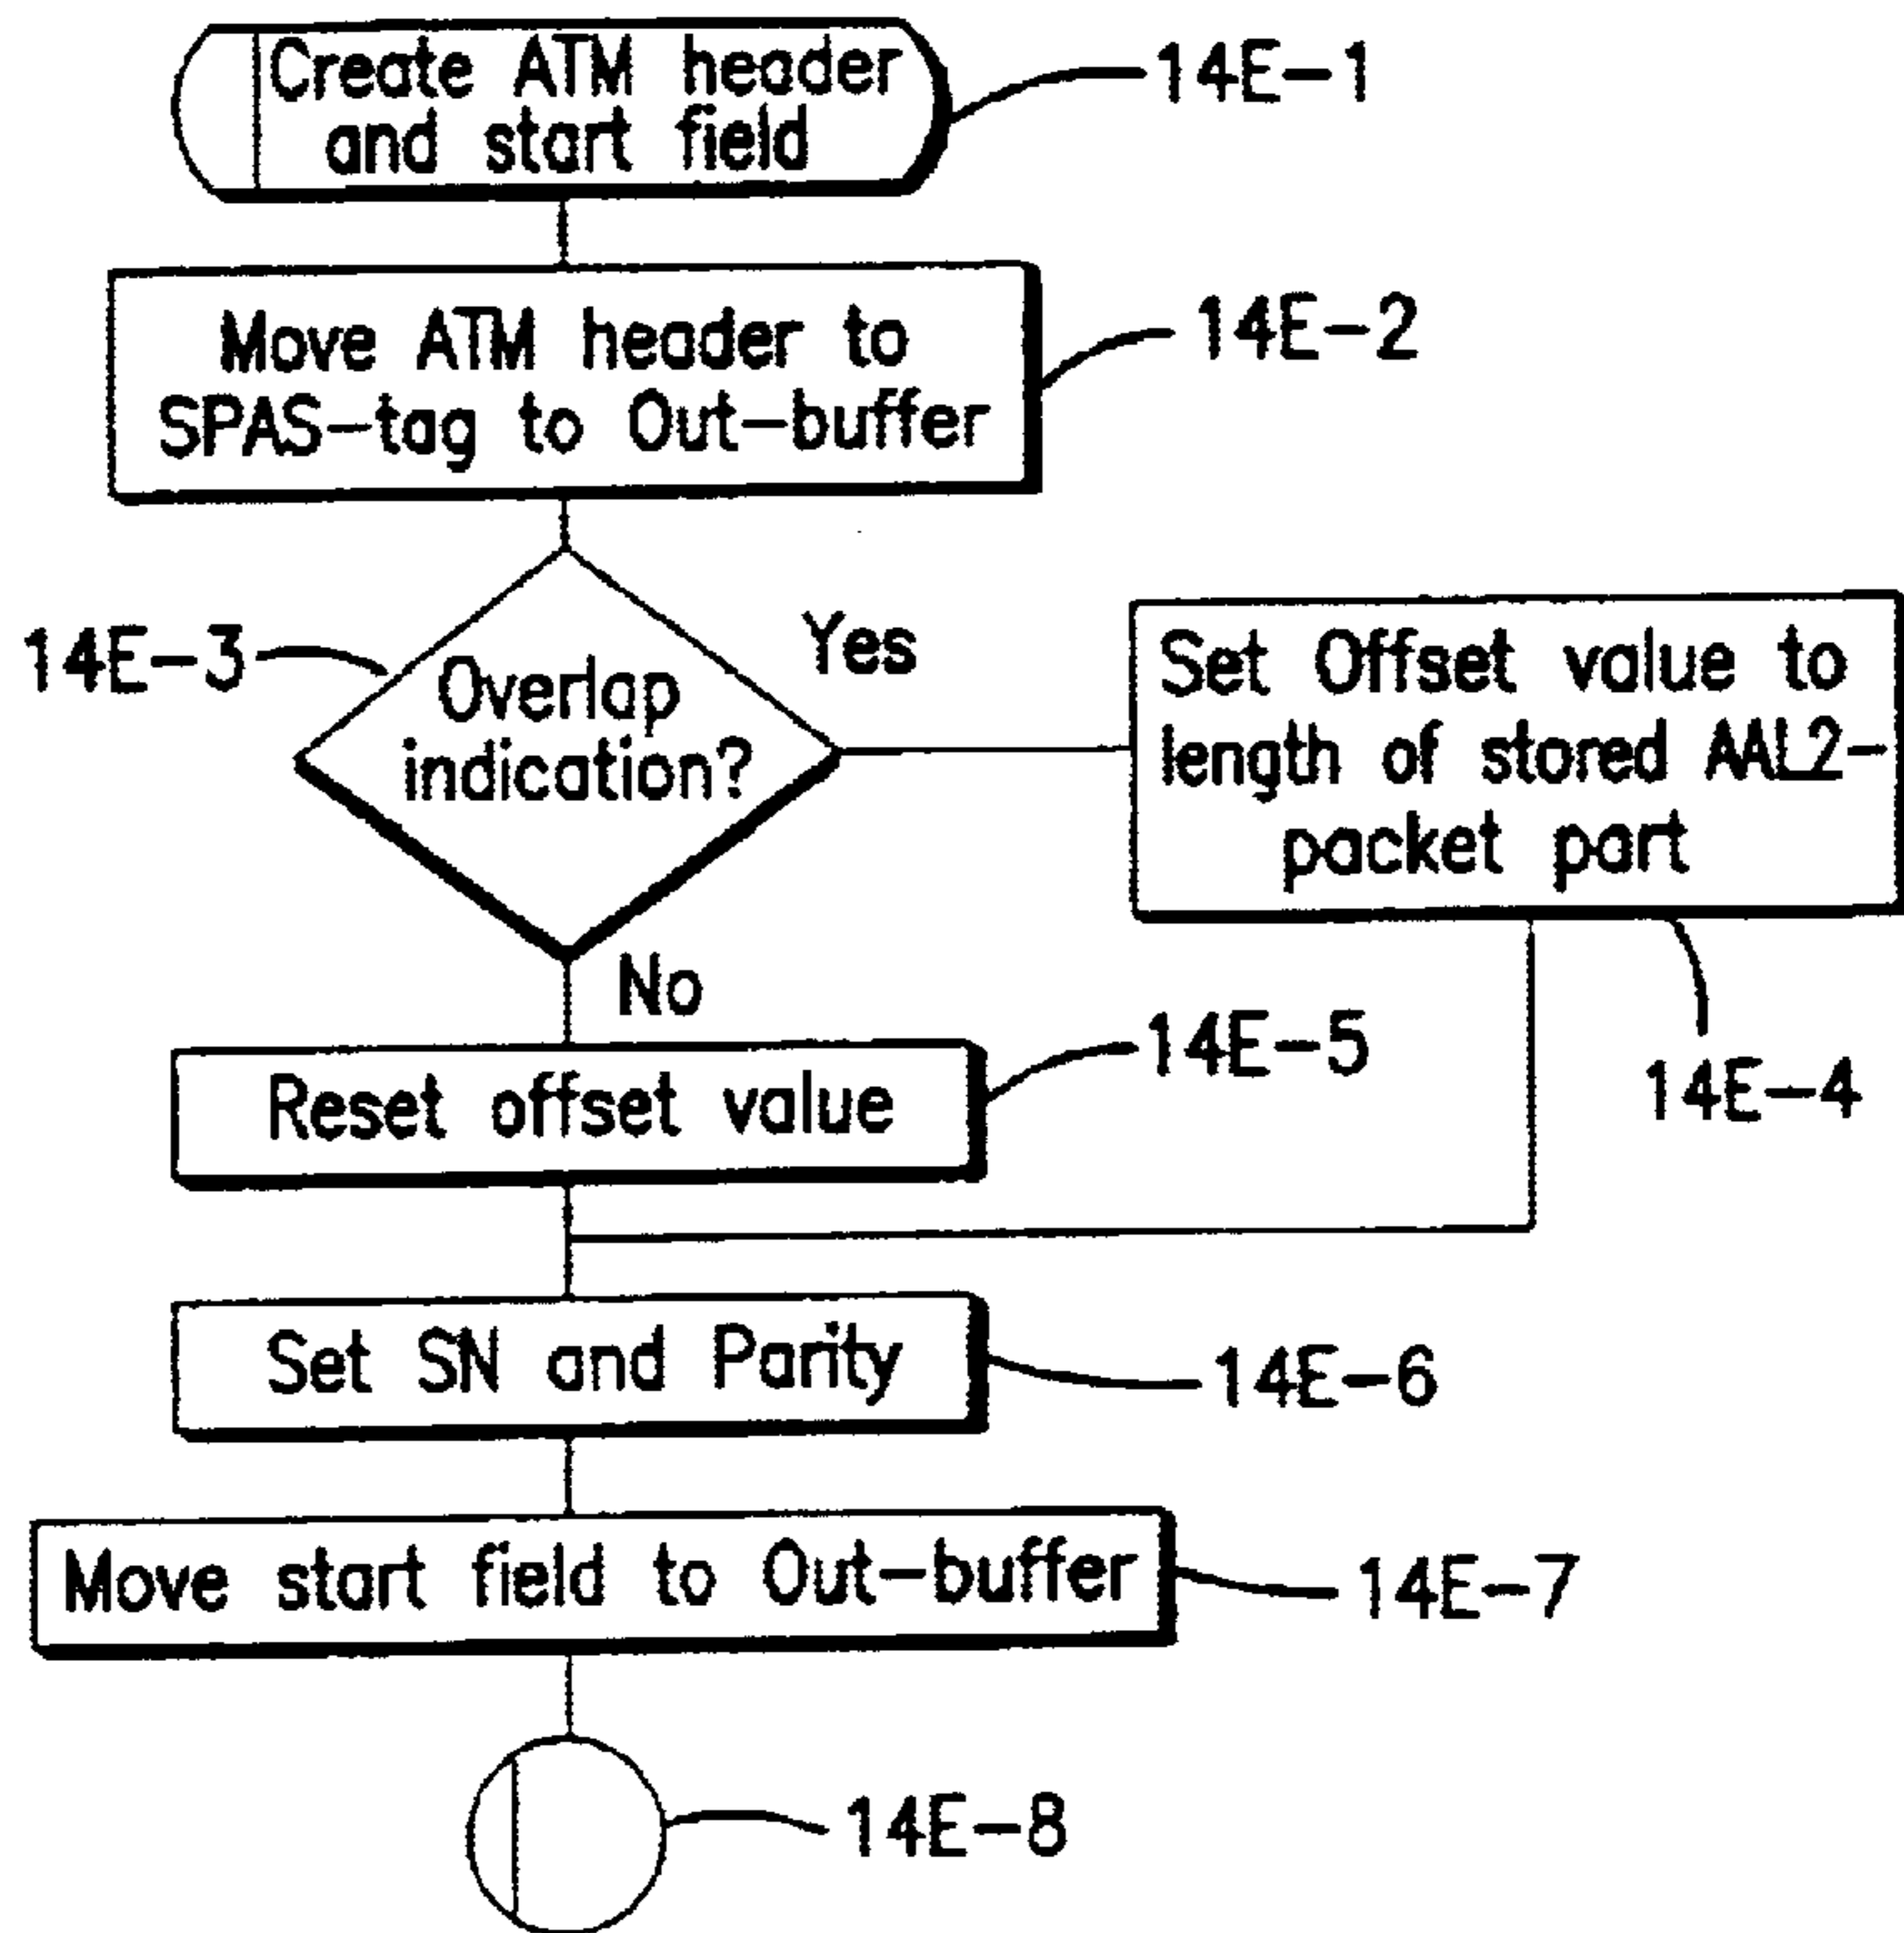 Create ATM header
and start field
14E-1
Move ATM header to
SPAS-tag to Out-buffer
14E-2
14E-3
Overlap
indication?
Yes
Set Offset value to
length of stored AAL2-
packet part
14E-4
No
Reset offset value
14E-5
Set SN and Parity
14E-6
Move start field to Out-buffer
14E-7
14E-8